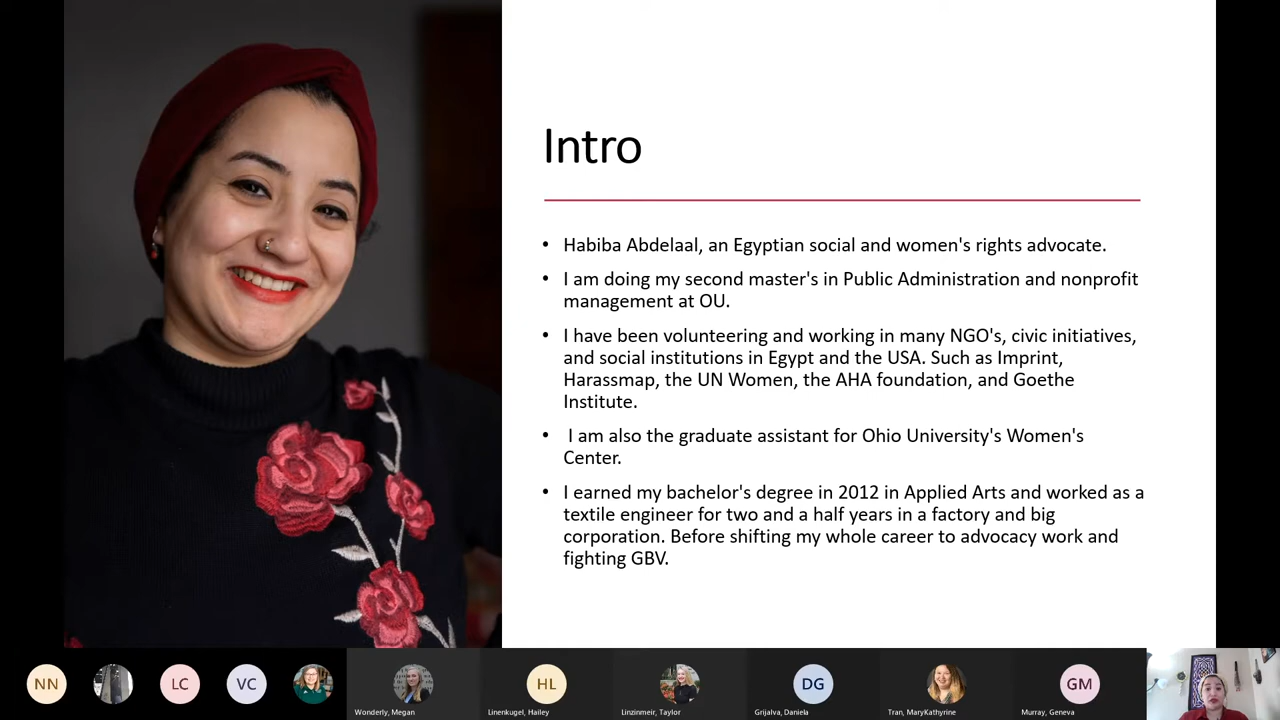 Intro
• Habiba Abdelaal, an Egyptian social and women's rights advocate.
• I am doing my second master's in Public Administration and nonprofit
management at OU.
• I have been volunteering and working in many NGO's, civic initiatives,
and social institutions in Egypt and the USA. Such as Imprint,
Harassmap, the UN Women, the AHA foundation, and Goethe
Institute.
• I am also the graduate assistant for Ohio University's Women's
Center.
• I earned my bachelor's degree in 2012 in Applied Arts and worked as a
textile engineer for two and a half years in a factory and big
corporation. Before shifting my whole career to advocacy work and
fighting GBV.
NN LC VC HL DG GM
Wonderly, Megan Linenkugel, Hailey Linzinmeir, Taylor Grijalva, Daniela Tran, MaryKathyrine Murray, Geneva